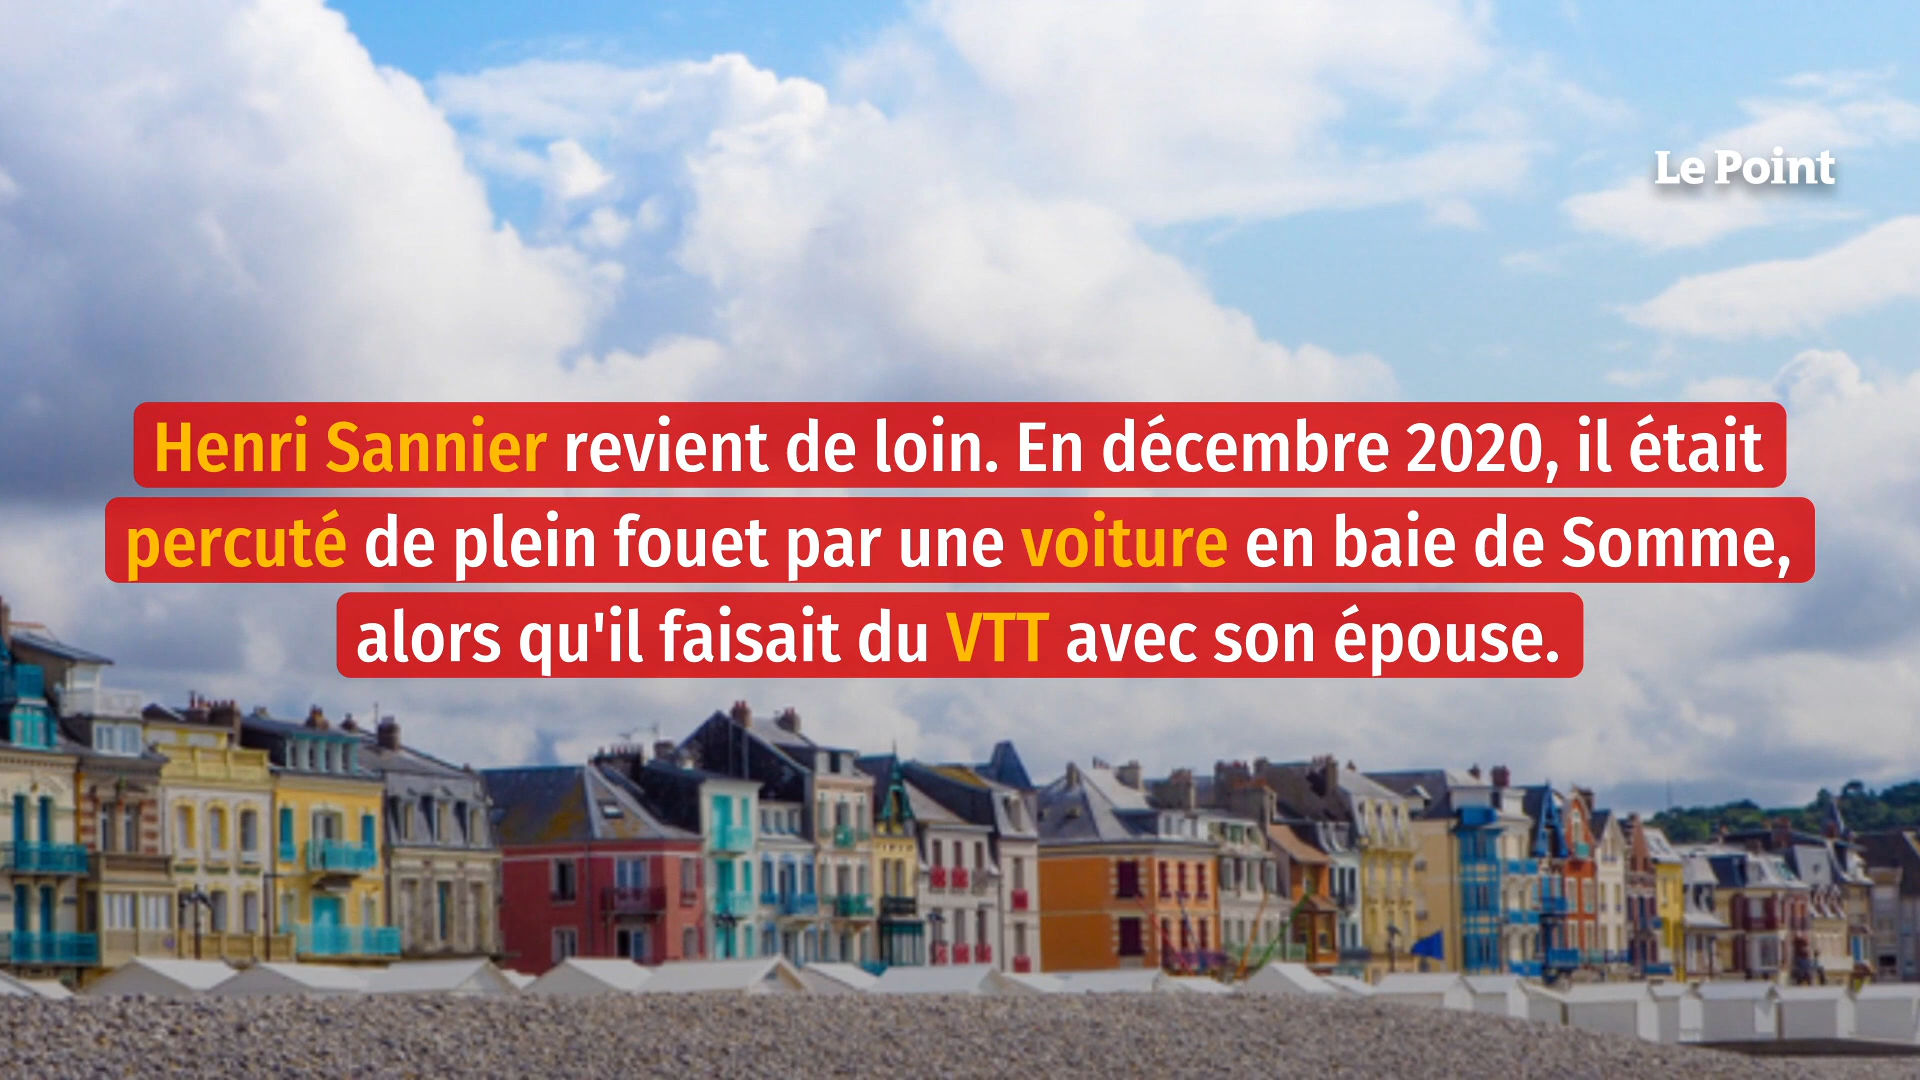 Le Point
Henri Sannier revient de loin. En décembre 2020, il était
percuté de plein fouet par une voiture en baie de Somme,
alors qu'il faisait du VTT avec son épouse.